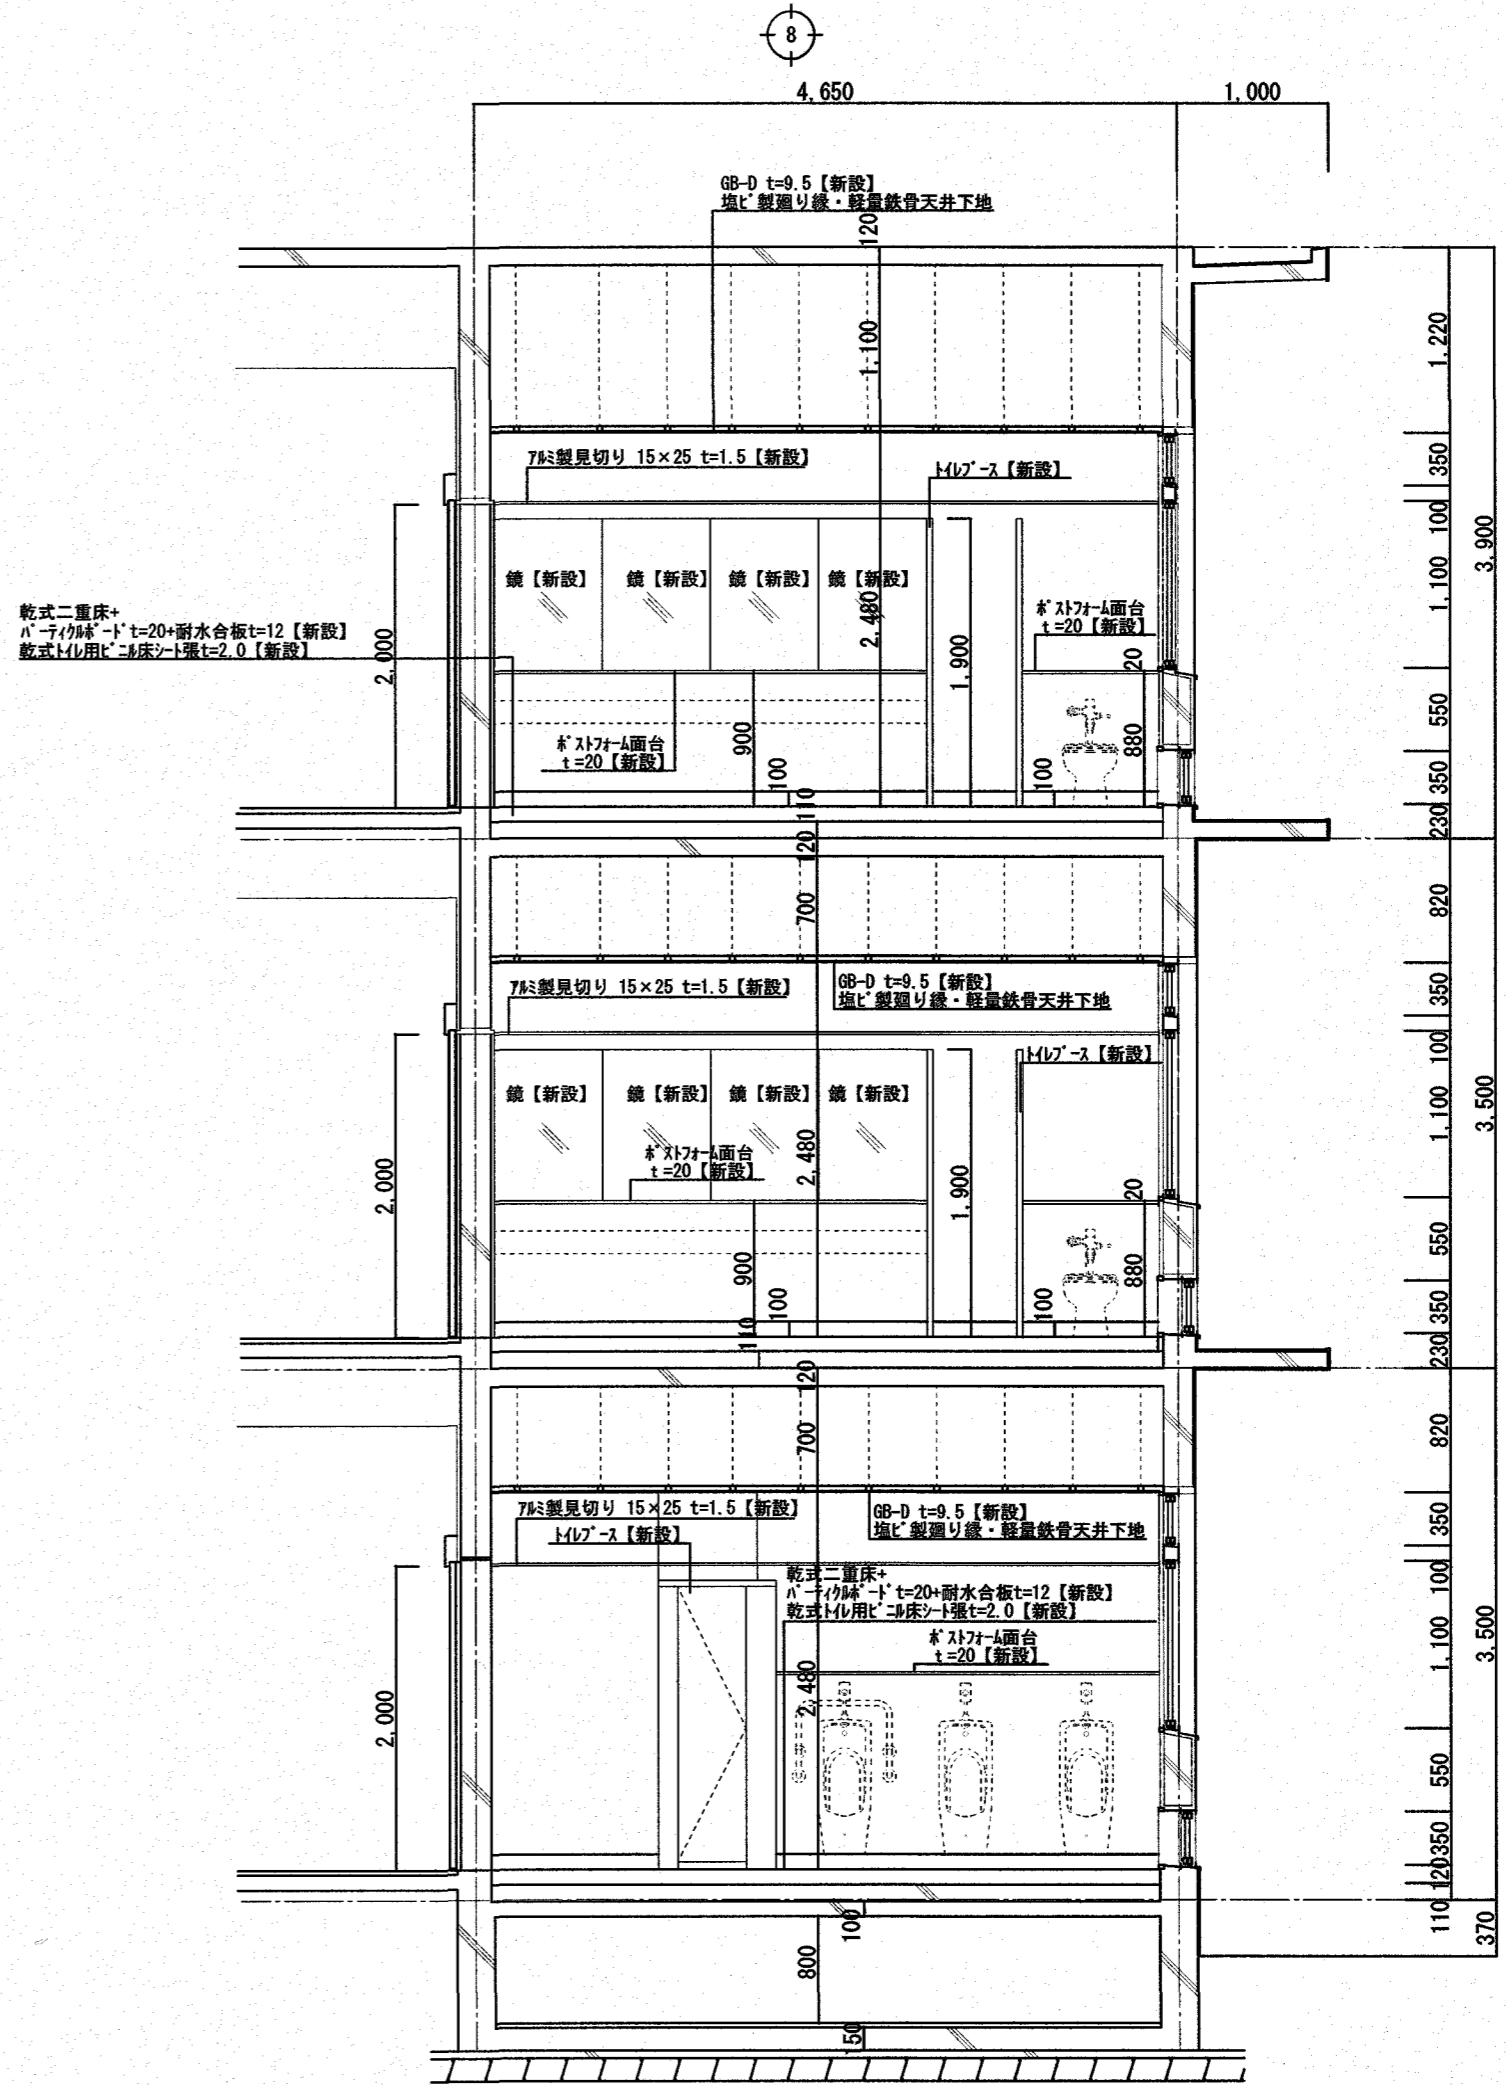 8
4,650
1,000
GB-D t=9.5【新設】
塩ビ製廻り縁・軽量鉄骨天井下地
120
1,100
1,220
アルミ製見切り 15×25 t=1.5【新設】
トイレブース【新設】
350
100
3,900
鏡【新設】
鏡【新設】
鏡【新設】
鏡【新設】
1,100
乾式二重床+
パーティクルボードt=20+耐水合板t=12【新設】
乾式トイレ用ビニル床シート張t=2.0【新設】
2,000
2,480
1,900
ポストフォーム面台
t=20【新設】
20
550
ポストフォーム面台
t=20【新設】
900
880
100
100
350
110
230
120
700
820
アルミ製見切り 15×25 t=1.5【新設】
GB-D t=9.5【新設】
塩ビ製廻り縁・軽量鉄骨天井下地
350
トイレブース【新設】
100
3,500
鏡【新設】
鏡【新設】
鏡【新設】
鏡【新設】
1,100
ポストフォーム面台
t=20【新設】
2,480
2,000
1,900
20
550
900
880
100
100
350
110
230
120
700
820
アルミ製見切り 15×25 t=1.5【新設】
GB-D t=9.5【新設】
塩ビ製廻り縁・軽量鉄骨天井下地
トイレブース【新設】
350
100
乾式二重床+
パーティクルボードt=20+耐水合板t=12【新設】
乾式トイレ用ビニル床シート張t=2.0【新設】
ポストフォーム面台
t=20【新設】
1,100
3,500
2,480
2,000
550
350
120
110
370
100
800